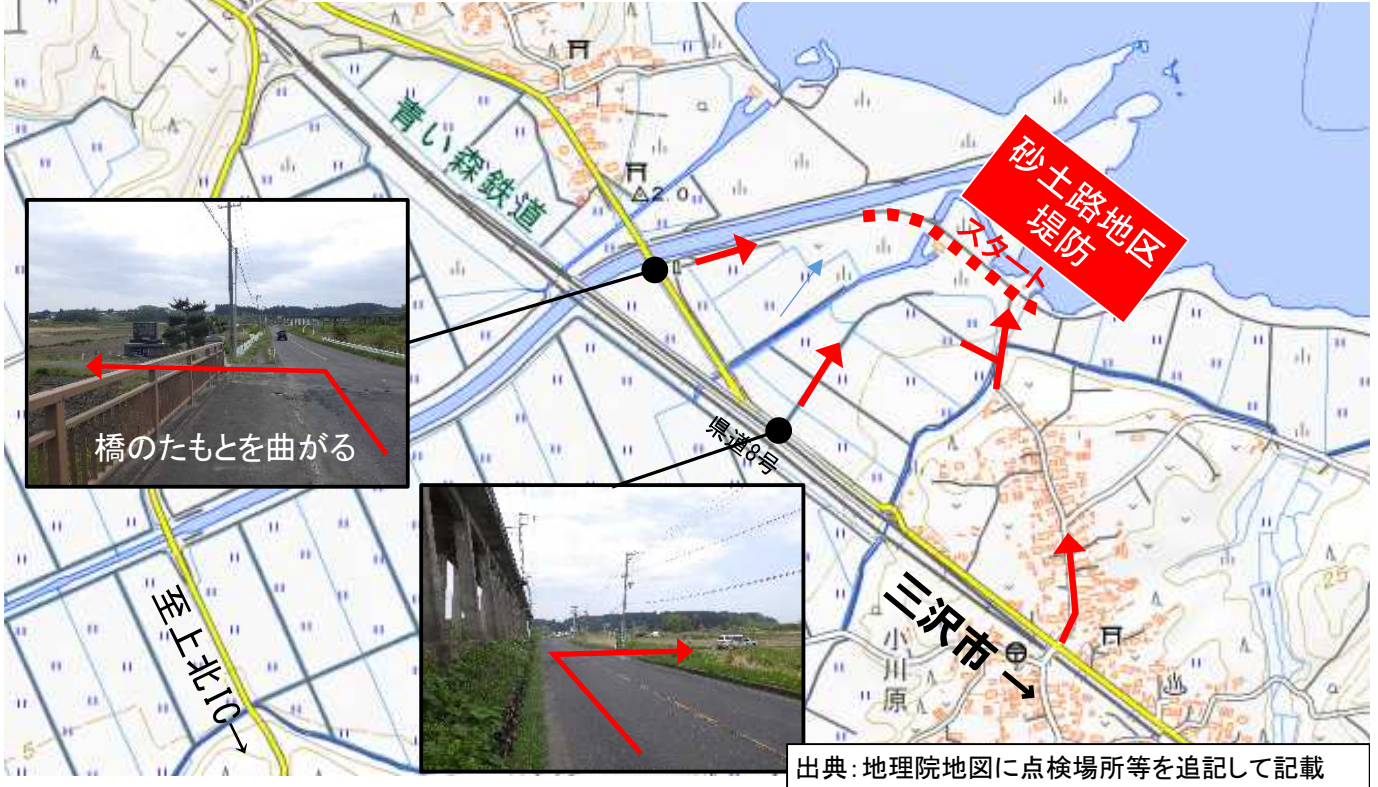 青い森鉄道
2.0
砂土路地区
堤防
スタート
橋のたもとを曲がる
県道8号
至上北IC→
三沢市→
小川原
25
5
出典：地理院地図に点検場所等を追記して記載